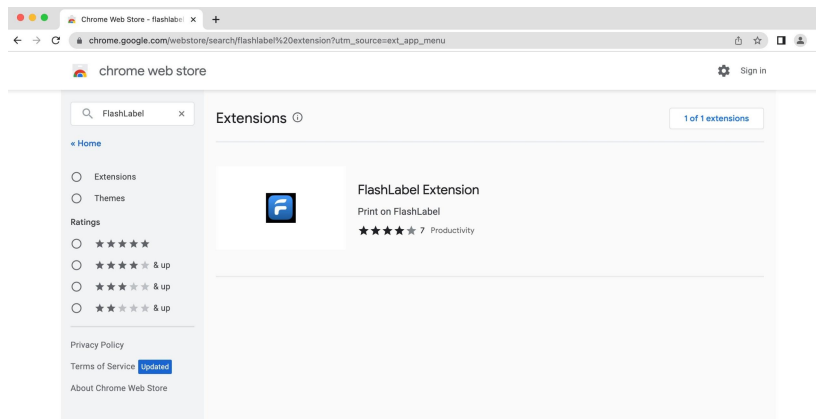 Chrome Web Store - flashlabel
chrome.google.com/webstore/search/flashlabel%20extension?utm_source=ext_app_menu
chrome web store
Sign in
FlashLabel
« Home
Extensions
Themes
Ratings
& up
& up
& up
Privacy Policy
Terms of Service Updated
About Chrome Web Store
Extensions
1 of 1 extensions
FlashLabel Extension
Print on FlashLabel
7 Productivity